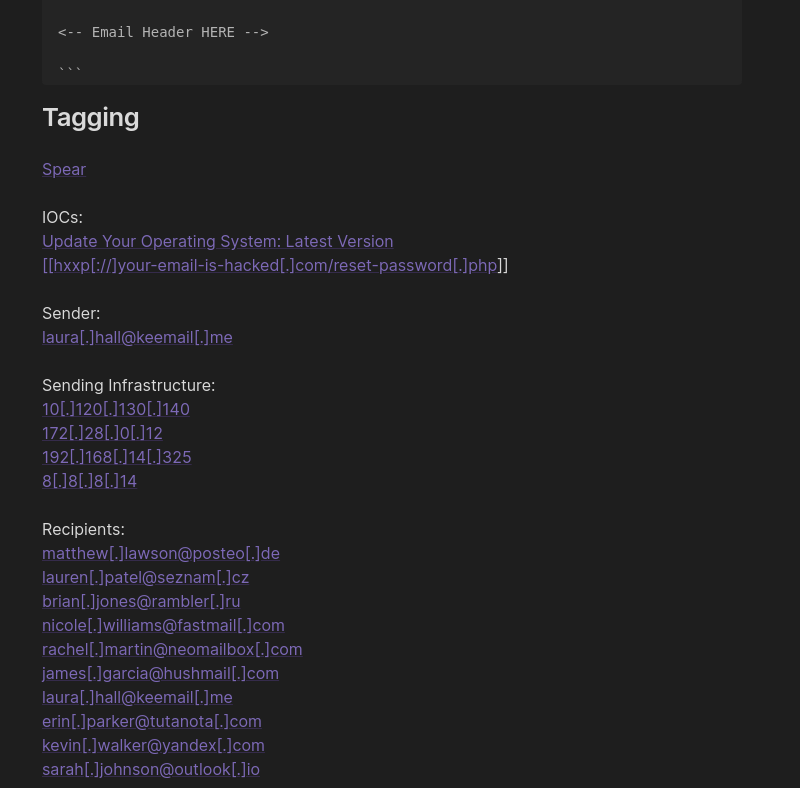 <-- Email Header HERE -->
```
Tagging
Spear
IOCs:
Update Your Operating System: Latest Version
[[hxxp[://]your-email-is-hacked[.]com/reset-password[.]php]]
Sender:
laura[.]hall@keemail[.]me
Sending Infrastructure:
10[.]120[.]130[.]140
172[.]28[.]0[.]12
192[.]168[.]14[.]325
8[.]8[.]8[.]14
Recipients:
matthew[.]lawson@posteo[.]de
lauren[.]patel@seznam[.]cz
brian[.]jones@rambler[.]ru
nicole[.]williams@fastmail[.]com
rachel[.]martin@neomailbox[.]com
james[.]garcia@hushmail[.]com
laura[.]hall@keemail[.]me
erin[.]parker@tutanota[.]com
kevin[.]walker@yandex[.]com
sarah[.]johnson@outlook[.]io